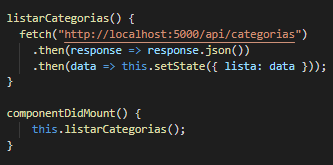 listarCategorias() {
fetch("http://localhost:5000/api/categorias")
.then(response => response.json())
.then(data => this.setState({ lista: data }));
}
componentDidMount() {
this.listarCategorias();
}